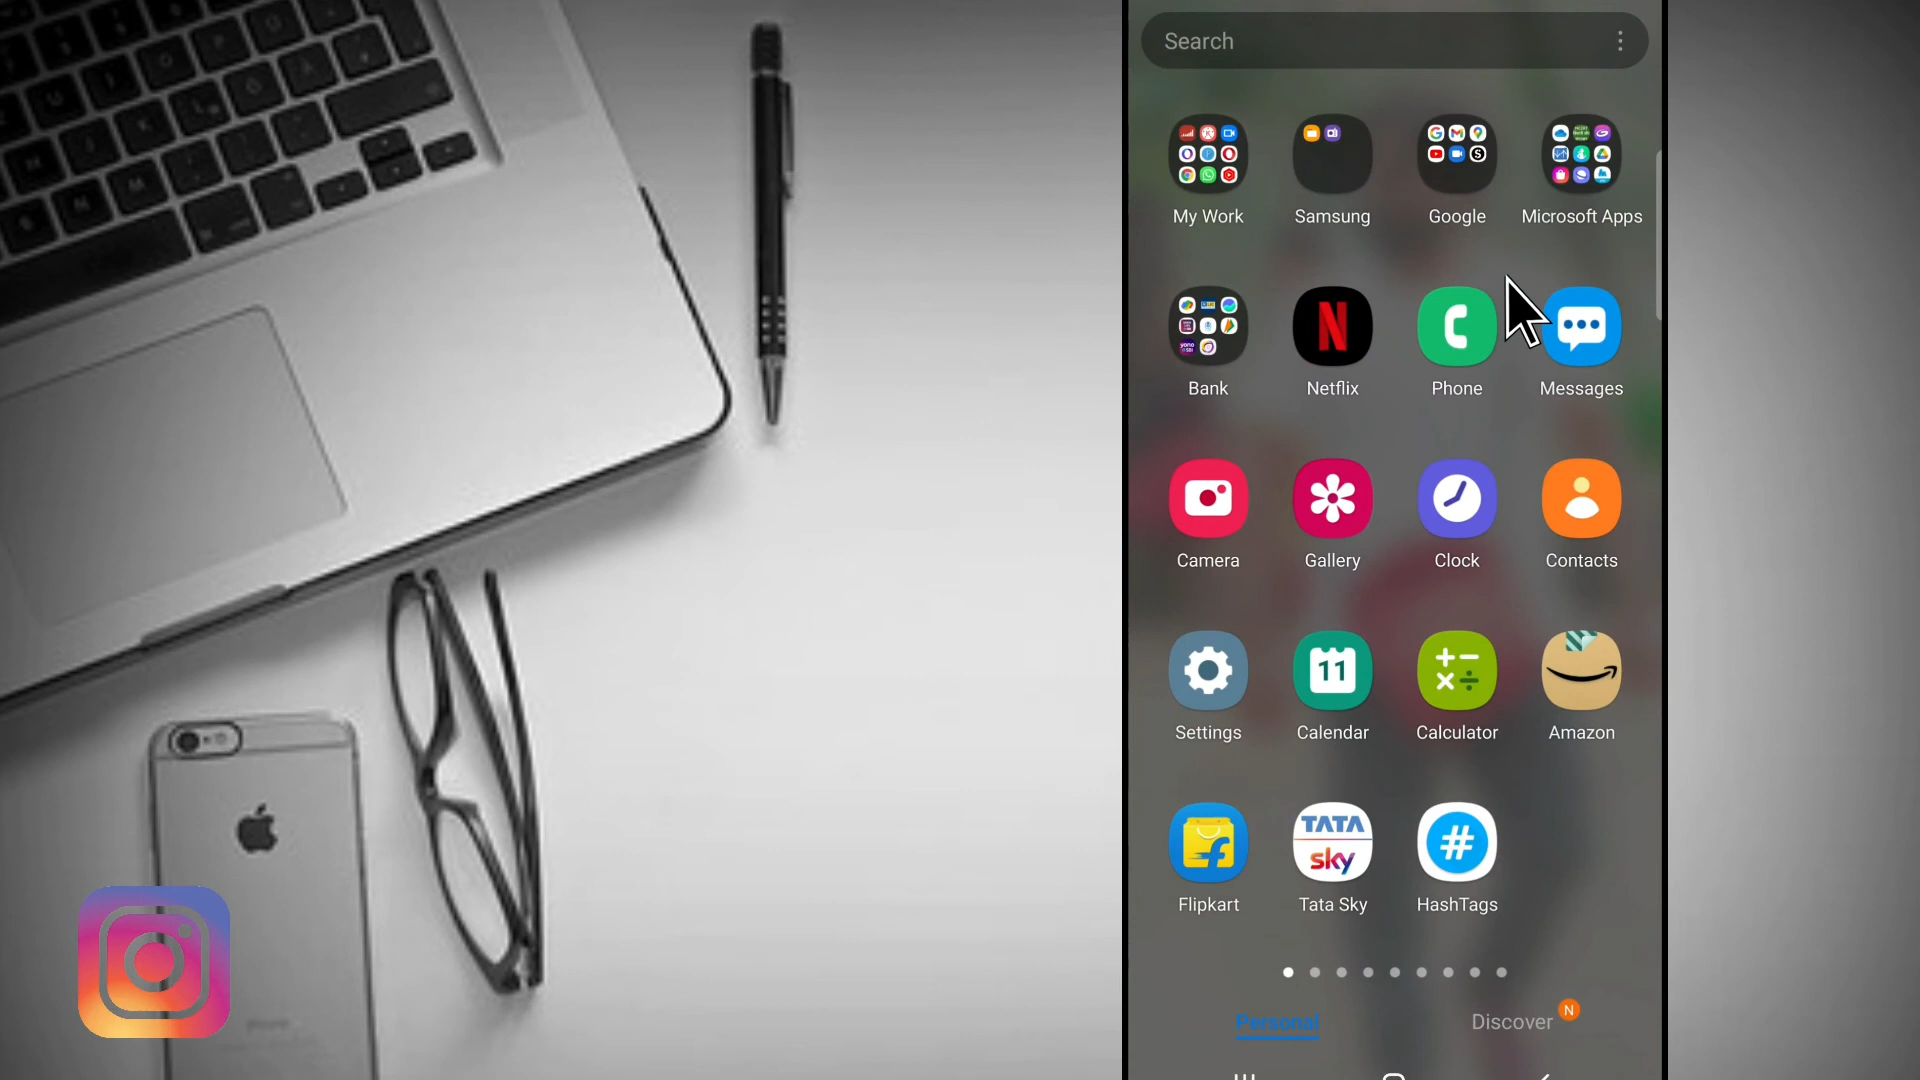 Search
My Work
Samsung
Google
Microsoft Apps
Bank
Netflix
Phone
Messages
Camera
Gallery
Clock
Contacts
11
Settings
Calendar
Calculator
Amazon
TATA
sky
#
Flipkart
Tata Sky
HashTags
Personal
Discover
N